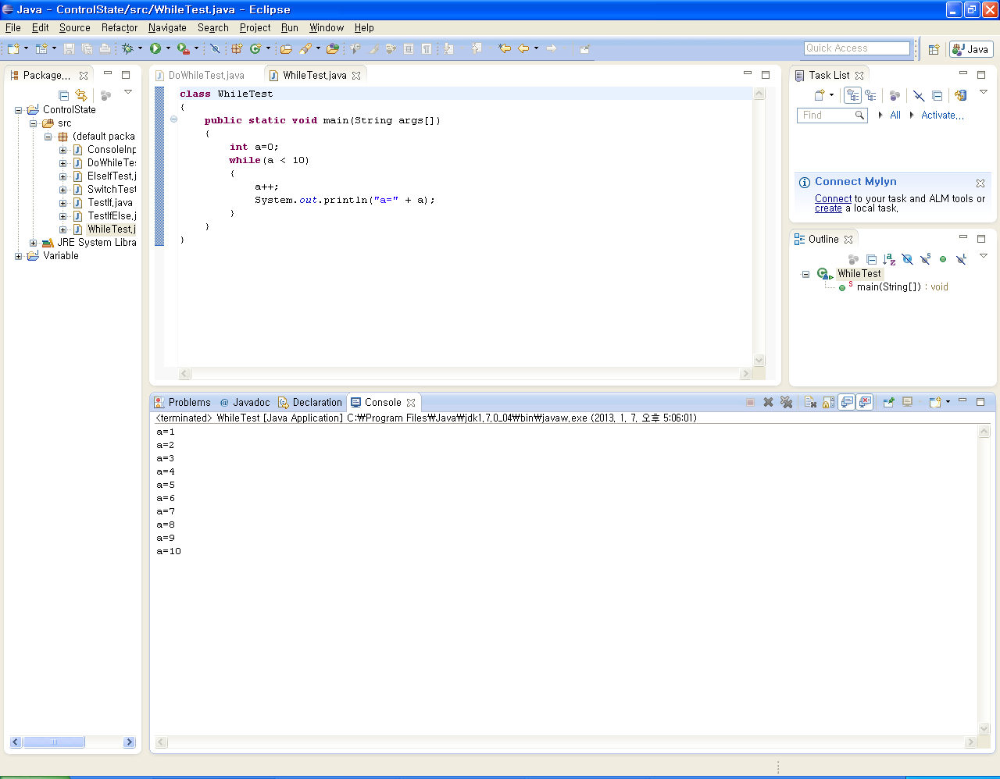 Java - ControlState/src/WhileTest.java - Eclipse
File Edit Source Refactor Navigate Search Project Run Window Help
Quick Access
Java
Package...
ControlState
src
(default packa
ConsoleInp
DoWhileTe
ElseIfTest.j
SwitchTest
TestIf.java
TestIfElse.j
WhileTest.j
JRE System Libra
Variable
DoWhileTest.java WhileTest.java
class WhileTest
{
public static void main(String args[])
{
int a=0;
while(a < 10)
{
a++;
System.out.println("a=" + a);
}
}
}
Task List
Find All Activate...
Connect Mylyn
Connect to your task and ALM tools or
create a local task.
Outline
WhileTest
main(String[]) : void
Problems @ Javadoc Declaration Console
<terminated> WhileTest [Java Application] C:₩Program Files₩Java₩jdk1.7.0_04₩bin₩javaw.exe (2013. 1. 7. 오후 5:06:01)
a=1
a=2
a=3
a=4
a=5
a=6
a=7
a=8
a=9
a=10